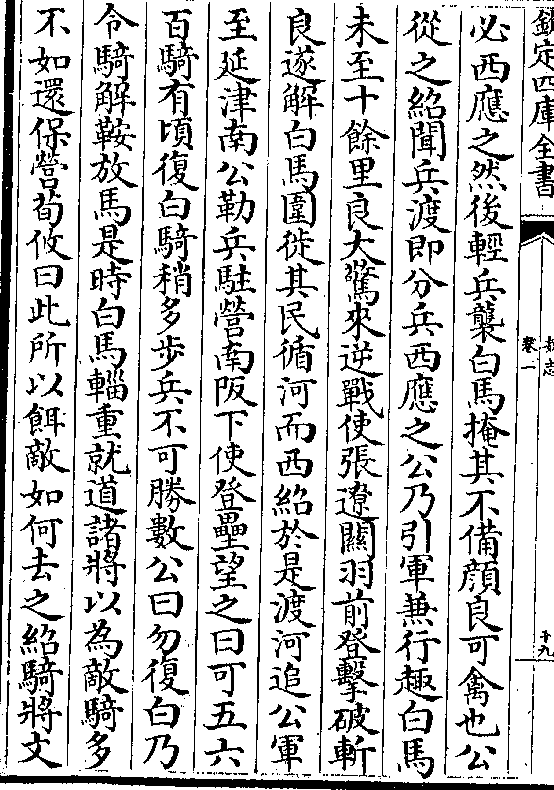 欽定四庫全書
魏志
卷一
十九
必西應之然後輕兵襲白馬掩其不備顔良可禽也公
從之紹聞兵渡即分兵西應之公乃引軍兼行趣白馬
未至十餘里良大驚來逆戰使張遼關羽前登擊破斬
良遂解白馬圍徙其民循河而西紹於是渡河追公軍
至延津南公勒兵駐營南阪下使登壘望之曰可五六
百騎有頃復白騎稍多步兵不可勝數公曰勿復白乃
令騎解鞍放馬是時白馬輜重就道諸將以為敵騎多
不如還保營荀攸曰此所以餌敵如何去之紹騎將文